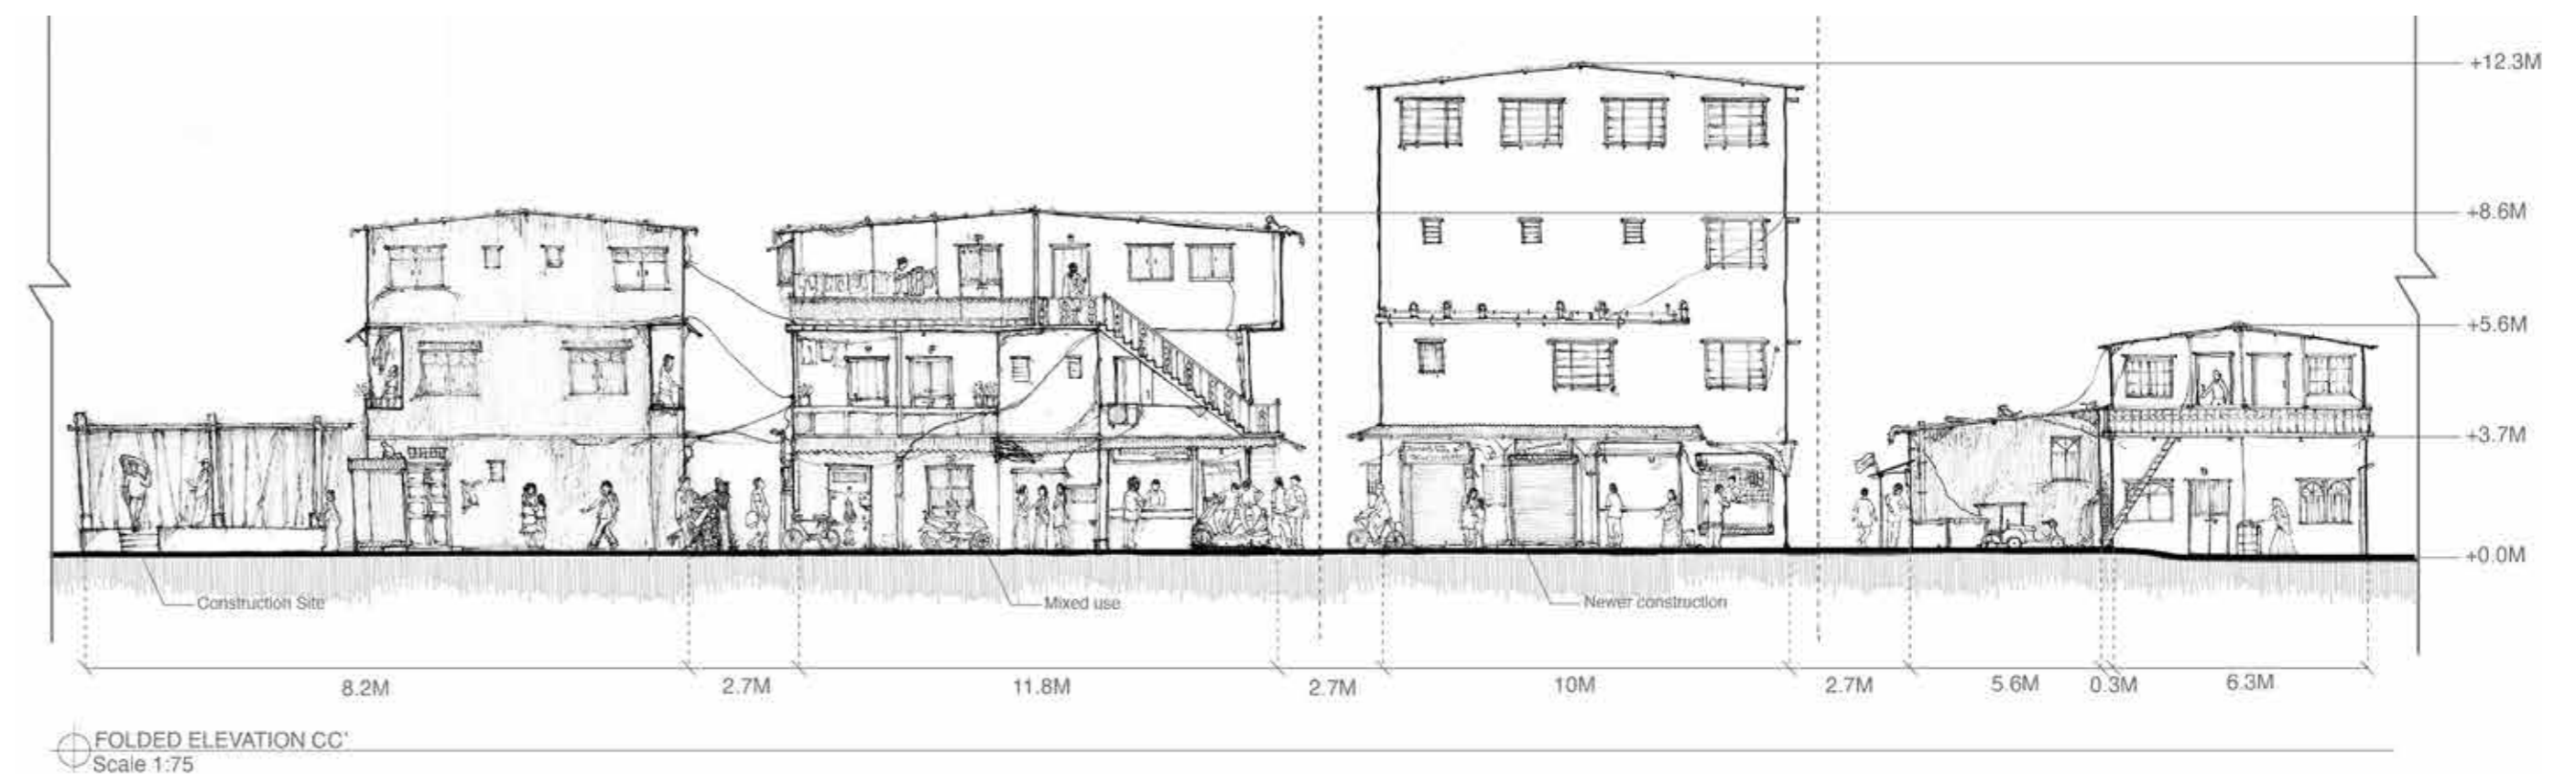 +12.3M
+8.6M
+5.6M
+3.7M
+0.0M
Construction Site
Mixed use
Newer construction
8.2M
2.7M
11.8M
2.7M
10M
2.7M
5.6M
0.3M
6.3M
FOLDED ELEVATION CC'
Scale 1:75